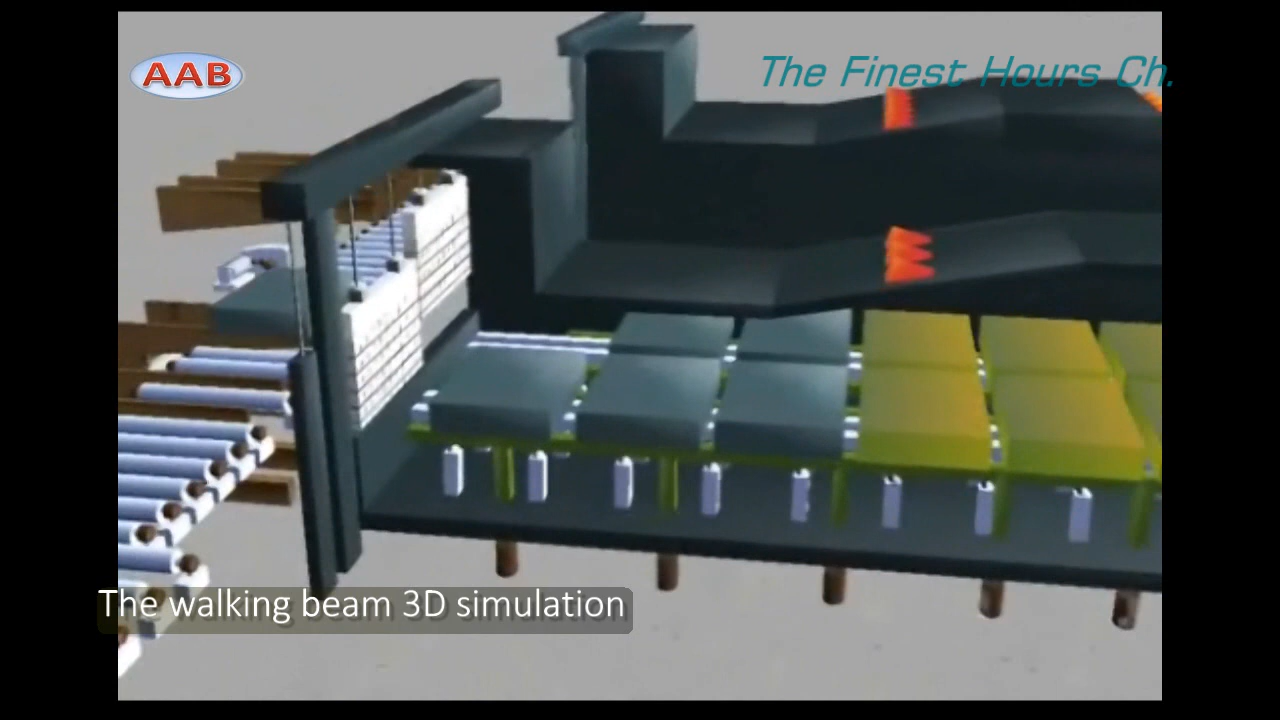 AAB
The Finest Hours Ch.
The walking beam 3D simulation